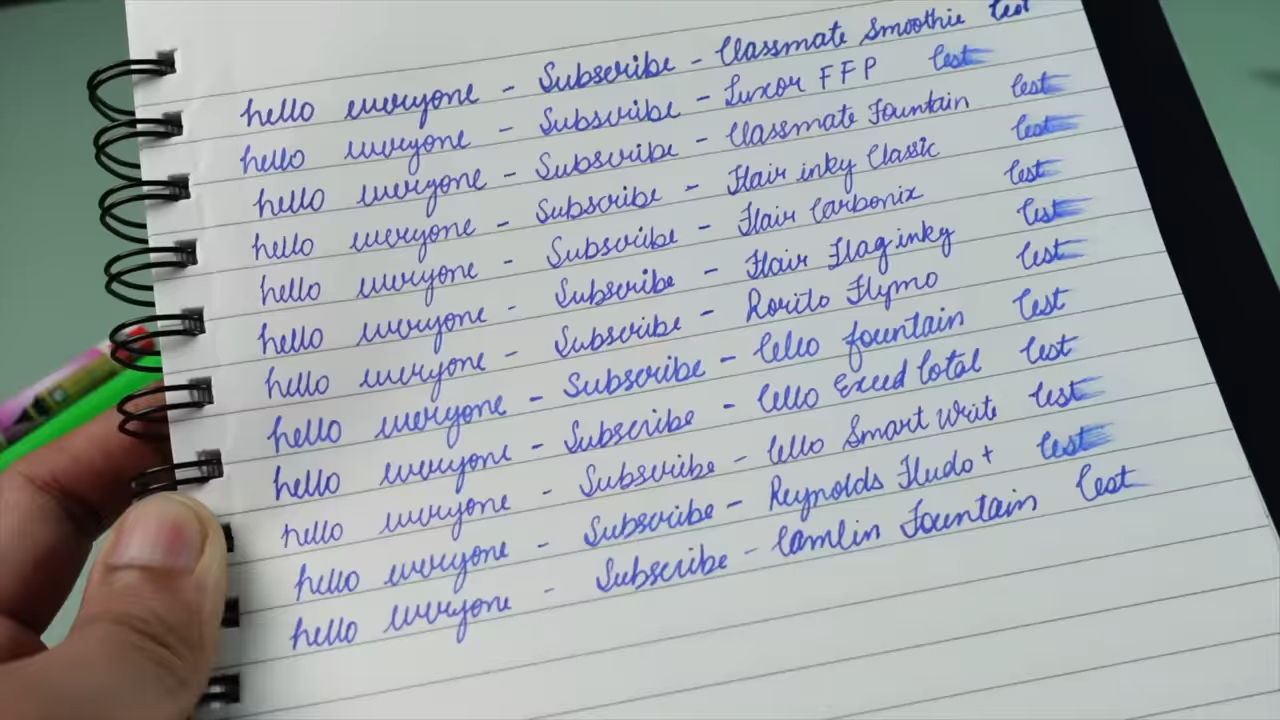 hello everyone - Subscribe - Classmate Smoothie test
hello everyone - Subscribe - Luxor FFP test
hello everyone - Subscribe - Classmate Fountain test
hello everyone - Subscribe - Flair inky Classic test
hello everyone - Subscribe - Flair Carbonix test
hello everyone - Subscribe - Flair Flag inky test
hello everyone - Subscribe - Rorito Flymo test
hello everyone - Subscribe - Cello fountain test
hello everyone - Subscribe - Cello Exeed total test
hello everyone - Subscribe - Cello Smart Write test
hello everyone - Subscribe - Reynolds Fludo+ test
hello everyone - Subscribe - Camlin Fountain test